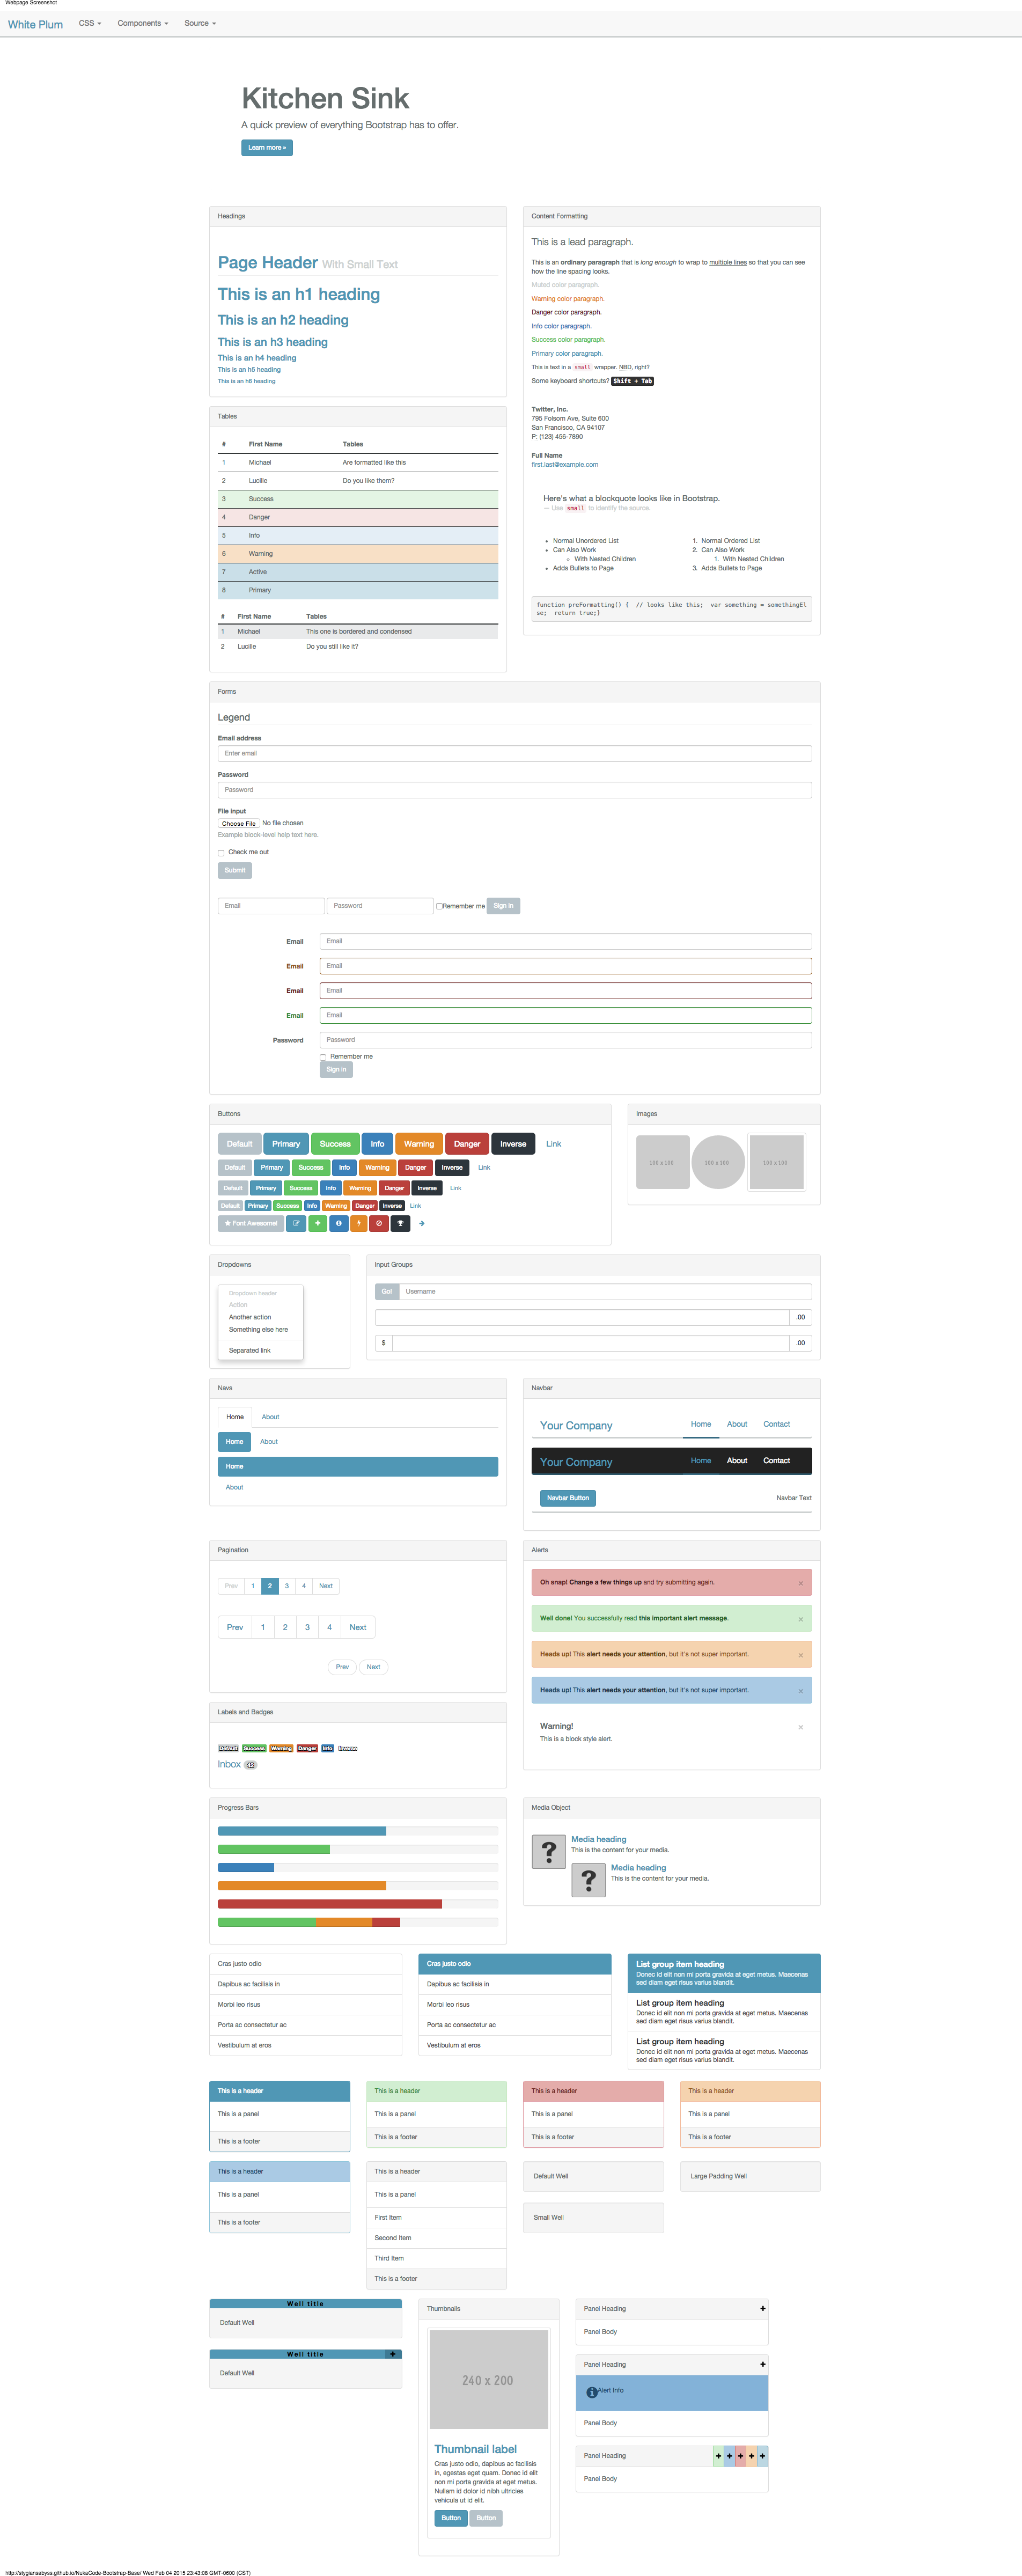 Webpage Screenshot
White Plum CSS Components Source
Kitchen Sink
A quick preview of everything Bootstrap has to offer.
Learn more »
Headings
Page Header With Small Text
This is an h1 heading
This is an h2 heading
This is an h3 heading
This is an h4 heading
This is an h5 heading
This is an h6 heading
Content Formatting
This is a lead paragraph.
This is an ordinary paragraph that is long enough to wrap to multiple lines so that you can see
how the line spacing looks.
Muted color paragraph.
Warning color paragraph.
Danger color paragraph.
Info color paragraph.
Success color paragraph.
Primary color paragraph.
This is text in a small wrapper. NBD, right?
Some keyboard shortcuts? Shift + Tab
Twitter, Inc.
795 Folsom Ave, Suite 600
San Francisco, CA 94107
P: (123) 456-7890
Full Name
first.last@example.com
Here's what a blockquote looks like in Bootstrap.
— Use small to identify the source.
• Normal Unordered List
• Can Also Work
◦ With Nested Children
• Adds Bullets to Page
1. Normal Ordered List
2. Can Also Work
1. With Nested Children
3. Adds Bullets to Page
function preFormatting() { // looks like this; var something = somethingEl
se; return true;}
Tables
# First Name Tables
1 Michael Are formatted like this
2 Lucille Do you like them?
3 Success
4 Danger
5 Info
6 Warning
7 Active
8 Primary
# First Name Tables
1 Michael This one is bordered and condensed
2 Lucille Do you still like it?
Forms
Legend
Email address
Enter email
Password
Password
File input
Choose File No file chosen
Example block-level help text here.
Check me out
Submit
Email Password Remember me Sign in
Email Email
Email Email
Email Email
Email Email
Password Password
Remember me
Sign in
Buttons
Default Primary Success Info Warning Danger Inverse Link
Default Primary Success Info Warning Danger Inverse Link
Default Primary Success Info Warning Danger Inverse Link
Default Primary Success Info Warning Danger Inverse Link
Font Awesome!
Images
100 x 100 100 x 100 100 x 100
Dropdowns
Dropdown header
Action
Another action
Something else here
Separated link
Input Groups
Go! Username
.00
$ .00
Navs
Home About
Home About
Home
About
Navbar
Your Company Home About Contact
Your Company Home About Contact
Navbar Button Navbar Text
Pagination
Prev 1 2 3 4 Next
Prev 1 2 3 4 Next
Prev Next
Alerts
Oh snap! Change a few things up and try submitting again. ×
Well done! You successfully read this important alert message. ×
Heads up! This alert needs your attention, but it's not super important. ×
Heads up! This alert needs your attention, but it's not super important. ×
Warning! ×
This is a block style alert.
Labels and Badges
Default Success Warning Danger Info Inverse
Inbox 42
Progress Bars
Media Object
?
Media heading
This is the content for your media.
?
Media heading
This is the content for your media.
Cras justo odio
Dapibus ac facilisis in
Morbi leo risus
Porta ac consectetur ac
Vestibulum at eros
Cras justo odio
Dapibus ac facilisis in
Morbi leo risus
Porta ac consectetur ac
Vestibulum at eros
List group item heading
Donec id elit non mi porta gravida at eget metus. Maecenas
sed diam eget risus varius blandit.
List group item heading
Donec id elit non mi porta gravida at eget metus. Maecenas
sed diam eget risus varius blandit.
List group item heading
Donec id elit non mi porta gravida at eget metus. Maecenas
sed diam eget risus varius blandit.
This is a header
This is a panel
This is a footer
This is a header
This is a panel
This is a footer
This is a header
This is a panel
This is a footer
This is a header
This is a panel
This is a footer
This is a header
This is a panel
This is a footer
This is a header
This is a panel
First Item
Second Item
Third Item
This is a footer
Default Well
Large Padding Well
Small Well
Well title
Default Well
Well title +
Default Well
Thumbnails
240 x 200
Thumbnail label
Cras justo odio, dapibus ac facilisis
in, egestas eget quam. Donec id elit
non mi porta gravida at eget metus.
Nullam id dolor id nibh ultricies
vehicula ut id elit.
Button Button
Panel Heading +
Panel Body
Panel Heading +
Alert Info
Panel Body
Panel Heading + + + + +
Panel Body
http://stygiansabyss.github.io/NukaCode-Bootstrap-Base/ Wed Feb 04 2015 23:43:08 GMT-0600 (CST)